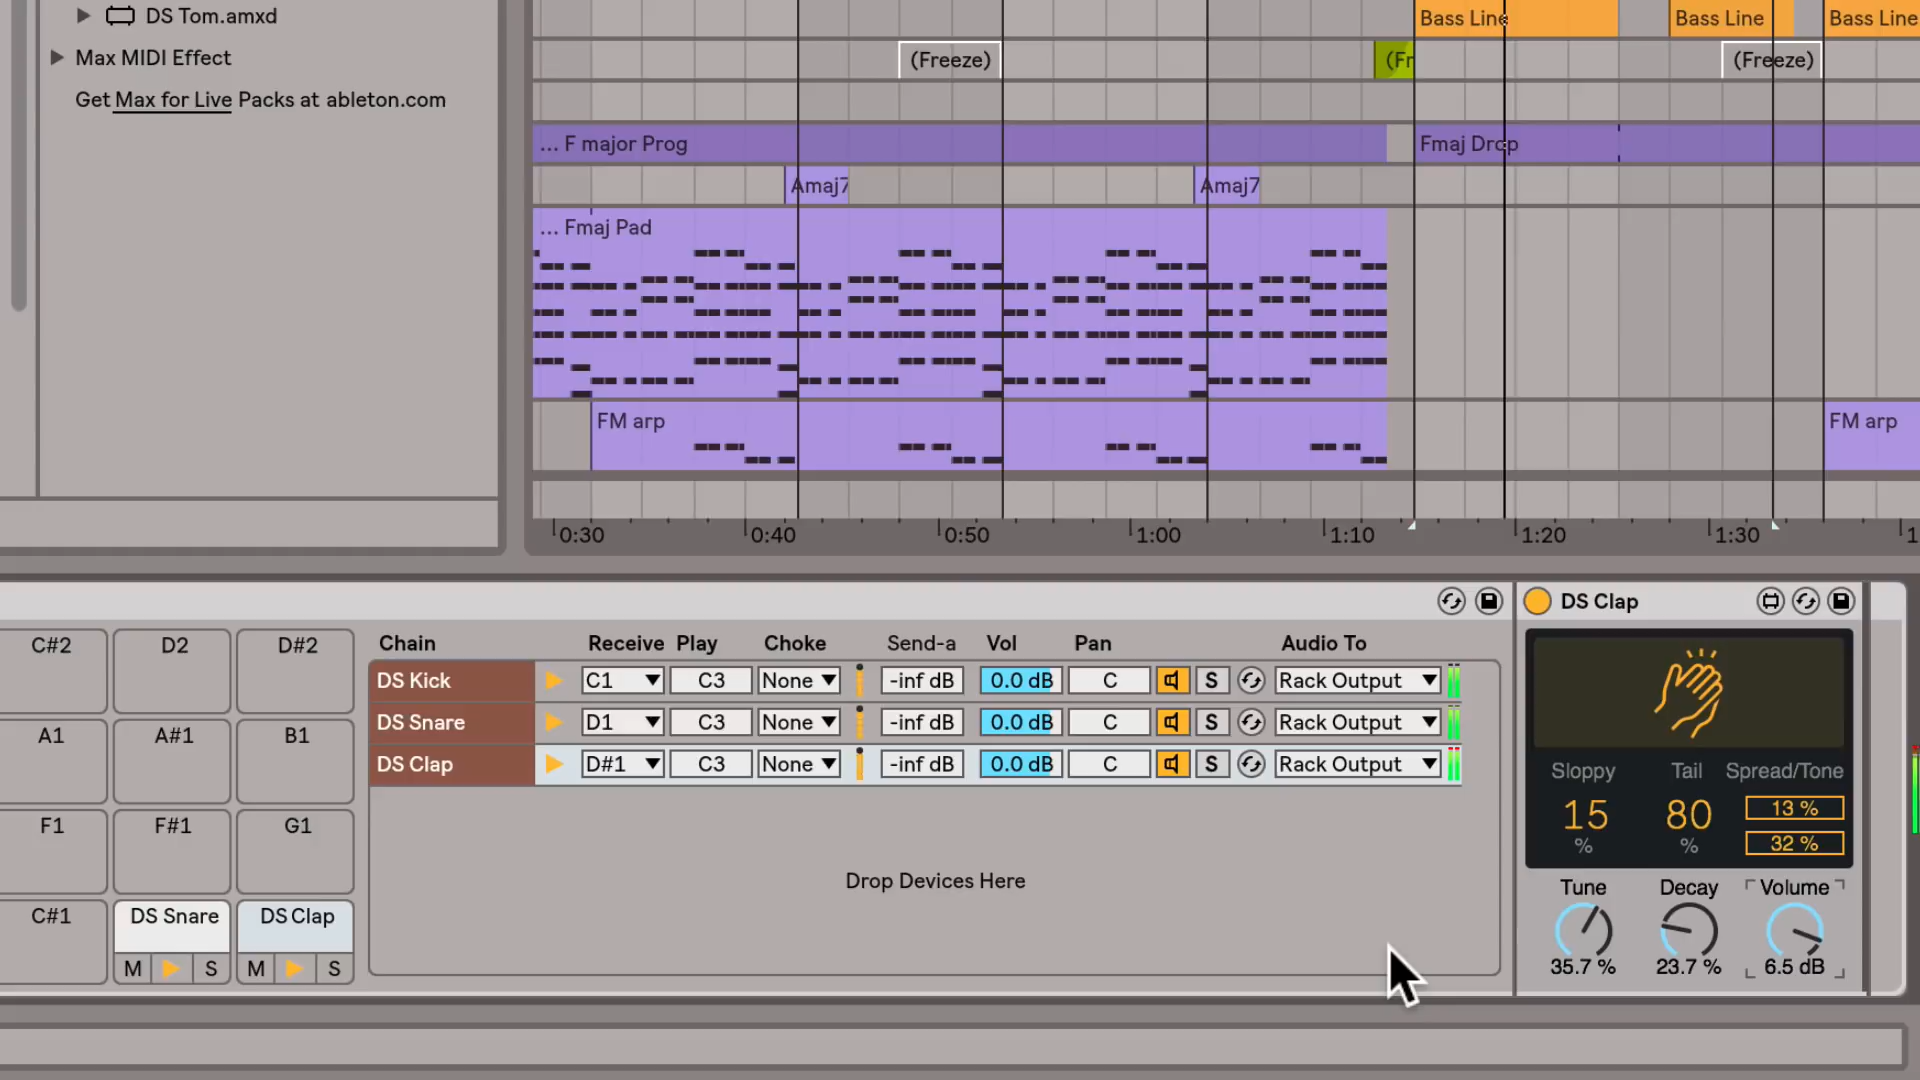 DS Tom.amxd
Max MIDI Effect
Get Max for Live Packs at ableton.com
Bass Line
Bass Line
Bass Line
(Freeze)
(Fr
(Freeze)
... F major Prog
Fmaj Drop
Amaj7
Amaj7
... Fmaj Pad
FM arp
FM arp
0:30
0:40
0:50
1:00
1:10
1:20
1:30
1
C#2
D2
D#2
A1
A#1
B1
F1
F#1
G1
C#1
DS Snare
DS Clap
M
S
M
S
Chain Receive Play Choke Send-a Vol Pan Audio To
DS Kick C1 C3 None -inf dB 0.0 dB C S Rack Output
DS Snare D1 C3 None -inf dB 0.0 dB C S Rack Output
DS Clap D#1 C3 None -inf dB 0.0 dB C S Rack Output
Drop Devices Here
DS Clap
Sloppy Tail Spread/Tone
15 80 13 %
% % 32 %
Tune Decay Volume
35.7 % 23.7 % 6.5 dB